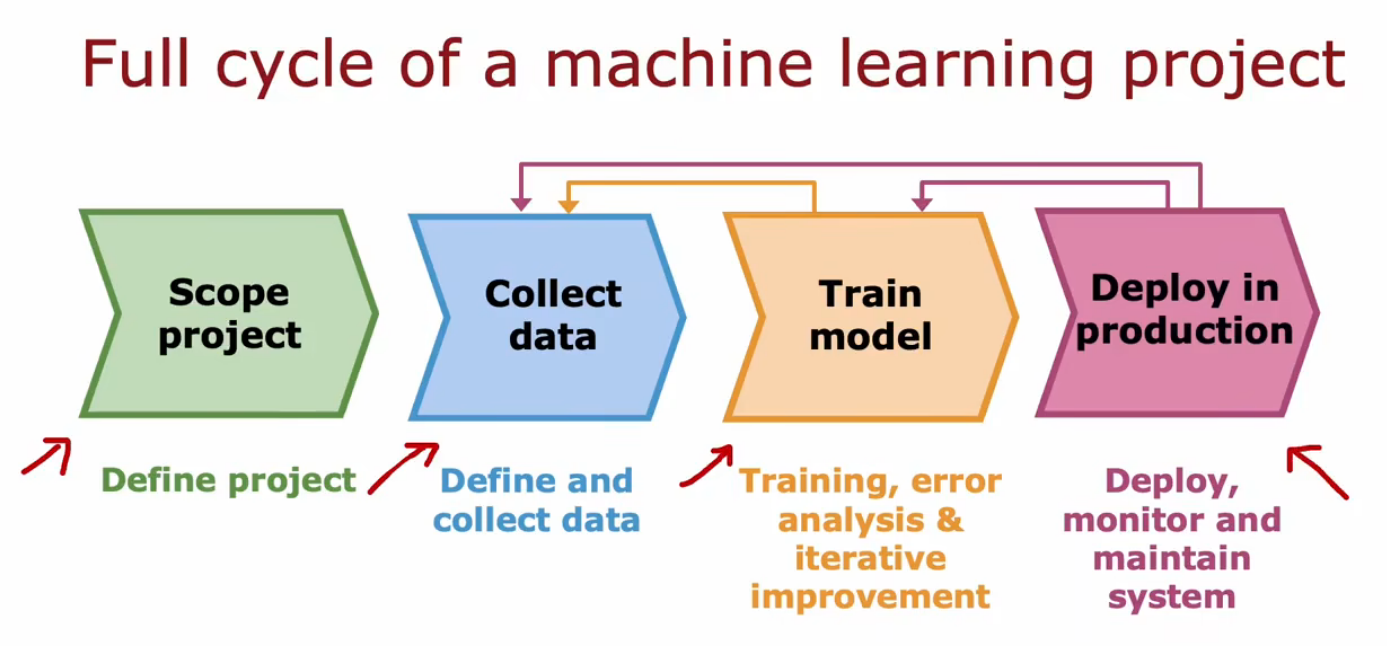 Full cycle of a machine learning project
Scope
project
Collect
data
Train
model
Deploy in
production
Define project
Define and
collect data
Training, error
analysis &
iterative
improvement
Deploy,
monitor and
maintain
system